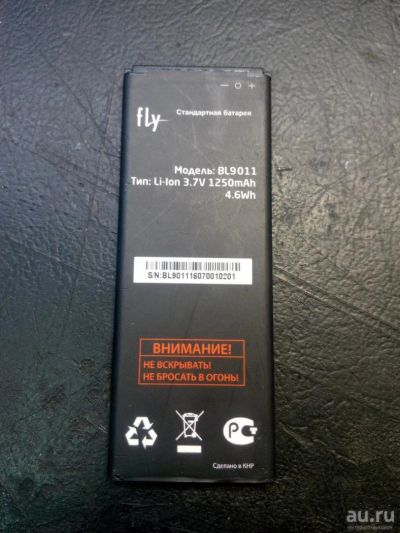 − o +
fly
Стандартная батарея
Модель: BL9011
Тип: Li-Ion 3.7V 1250mAh
4.6Wh
S/N:BL901116070010201
ВНИМАНИЕ!
НЕ ВСКРЫВАТЬ!
НЕ БРОСАТЬ В ОГОНЬ!
Сделано в КНР
au.ru